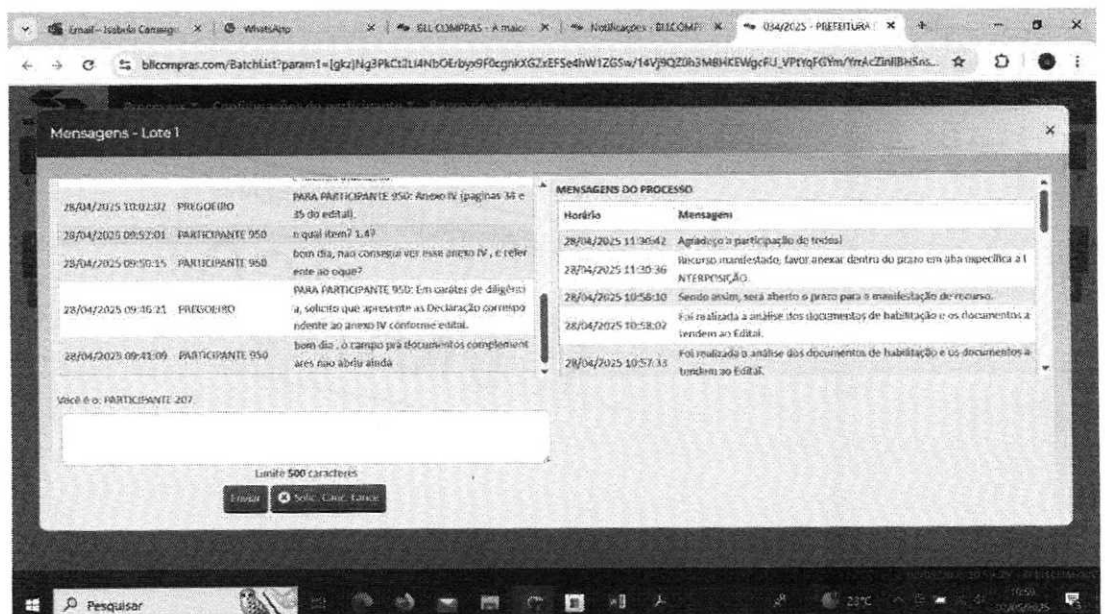 Email - Isabela Camargo
WhatsApp
BLL COMPRAS - A maior
Notificações - BLLCOMPR
034/2025 - PREFEITURA
Mensagens - Lote 1
28/04/2025 10:02:02 PREGOEIRO
PARA PARTICIPANTE 950: Anexo IV (paginas 34 e
35 do edital).
28/04/2025 09:52:01 PARTICIPANTE 950
n qual item? 1.4?
28/04/2025 09:50:15 PARTICIPANTE 950
bom dia, nao consegui ver esse anexo IV , e refer
ente ao oque?
28/04/2025 09:46:21 PREGOEIRO
PARA PARTICIPANTE 950: Em caráter de diligênci
a, solicito que apresente as Declaração correspo
ndente ao anexo IV conforme edital.
28/04/2025 09:41:09 PARTICIPANTE 950
bom dia , o campo pra documentos complement
ares nao abriu ainda
MENSAGENS DO PROCESSO
Horário Mensagem
28/04/2025 11:30:42 Agradeço a participação de todos!
28/04/2025 11:30:36
Recurso manifestado, favor anexar dentro do prazo em aba específica a I
NTERPOSIÇÃO.
28/04/2025 10:58:10 Sendo assim, será aberto o prazo para a manifestação de recurso.
28/04/2025 10:58:02
Foi realizada a análise dos documentos de habilitação e os documentos a
tendem ao Edital.
28/04/2025 10:57:33
Foi realizada a análise dos documentos de habilitação e os documentos a
tendem ao Edital.
Você é o: PARTICIPANTE 207
Limite 500 caracteres
Enviar
Solic. Canc. Lance
Pesquisar
23°C
10:59